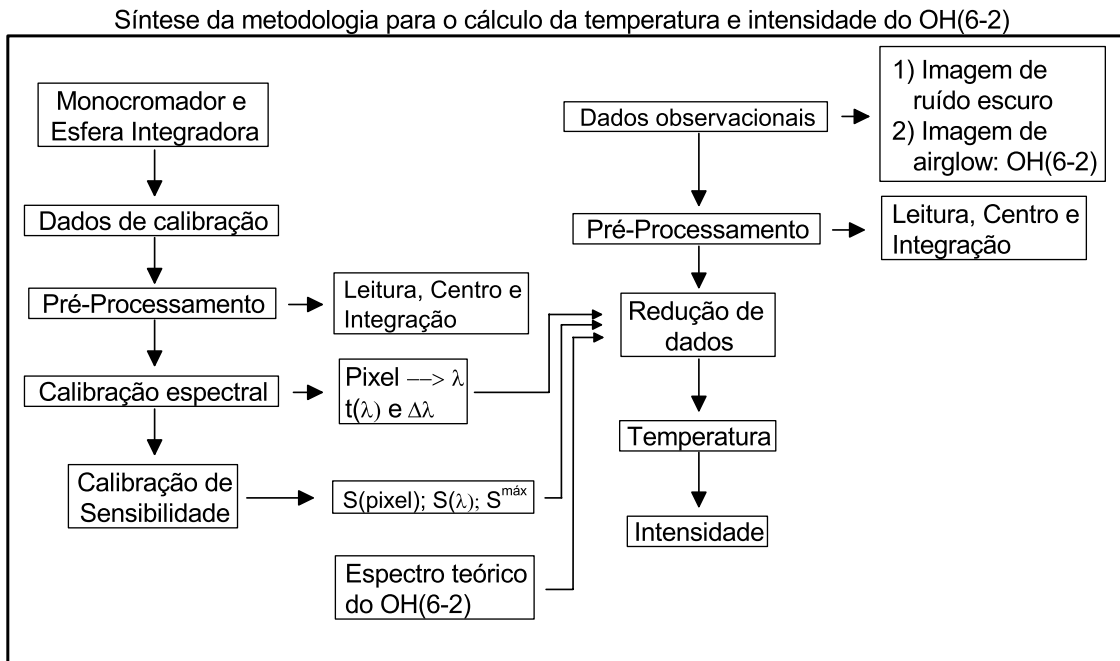 Síntese da metodologia para o cálculo da temperatura e intensidade do OH(6-2)
Monocromador e
Esfera Integradora
Dados de calibração
Pré-Processamento
Leitura, Centro e
Integração
Calibração espectral
Pixel —–> λ
t(λ) e Δλ
Calibração de
Sensibilidade
S(pixel); S(λ); Sᵐᵃ́ˣ
Espectro teórico
do OH(6-2)
Dados observacionais
1) Imagem de
ruído escuro
2) Imagem de
airglow: OH(6-2)
Pré-Processamento
Leitura, Centro e
Integração
Redução de
dados
Temperatura
Intensidade